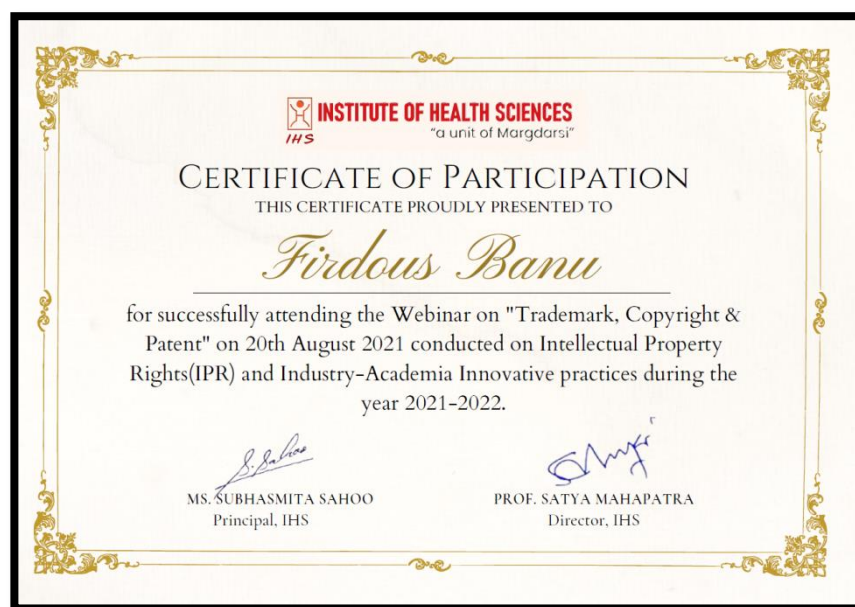 INSTITUTE OF HEALTH SCIENCES
IHS
"a unit of Margdarsi"
CERTIFICATE OF PARTICIPATION
THIS CERTIFICATE PROUDLY PRESENTED TO
Firdous Banu
for successfully attending the Webinar on "Trademark, Copyright &
Patent" on 20th August 2021 conducted on Intellectual Property
Rights(IPR) and Industry-Academia Innovative practices during the
year 2021-2022.
S. Sahoo
MS. SUBHASMITA SAHOO
PROF. SATYA MAHAPATRA
Principal, IHS
Director, IHS